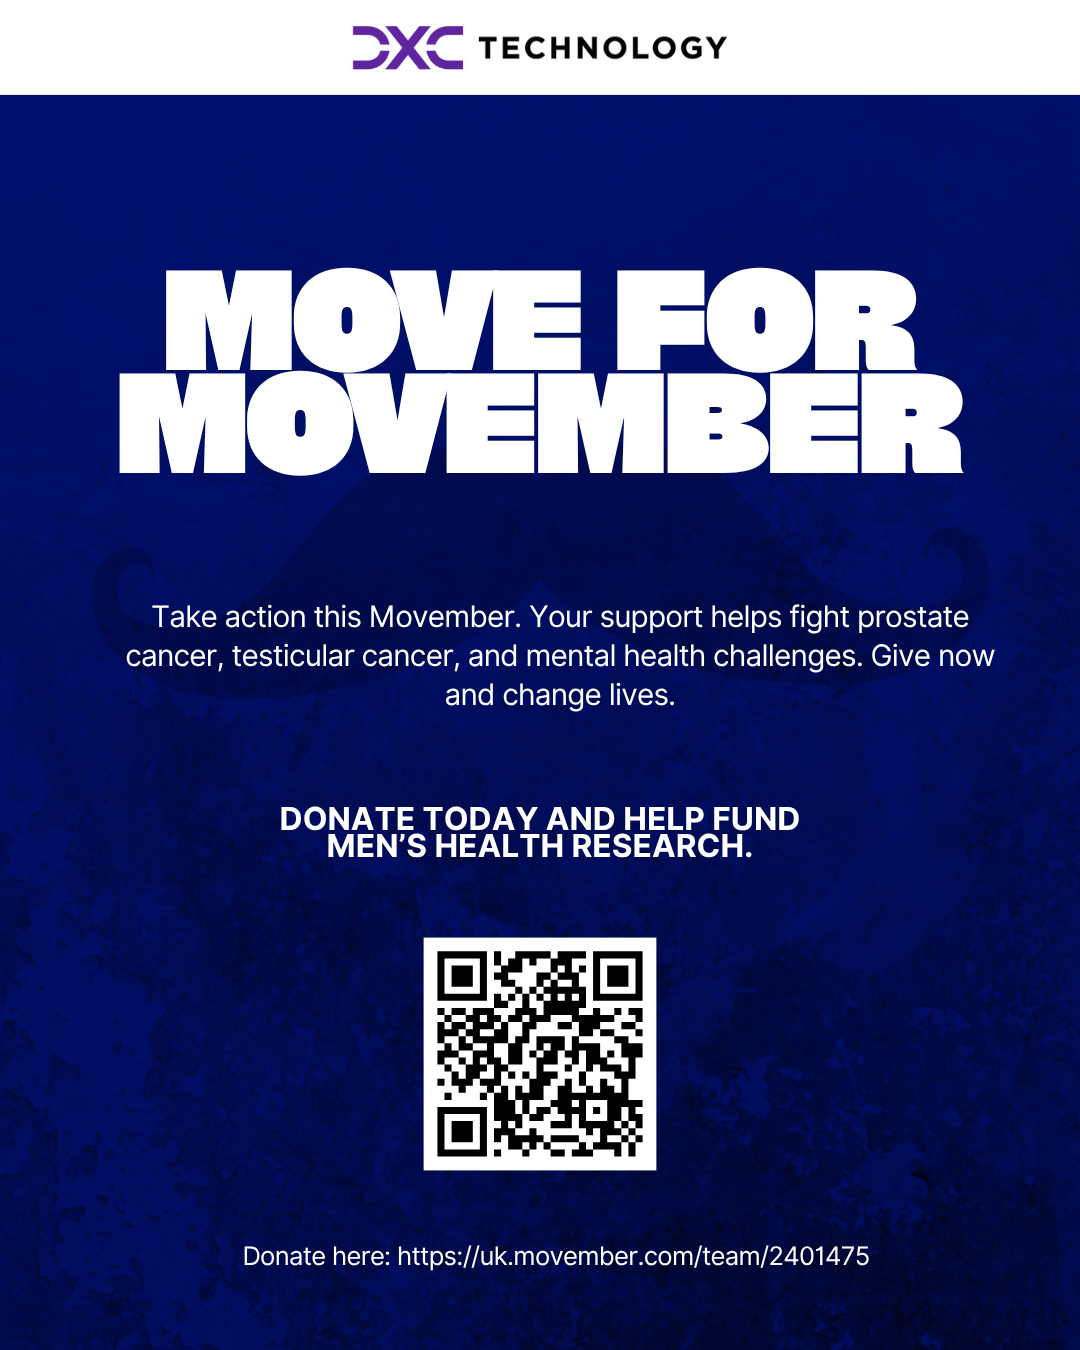 DXC TECHNOLOGY
MOVE FOR
MOVEMBER
Take action this Movember. Your support helps fight prostate
cancer, testicular cancer, and mental health challenges. Give now
and change lives.
DONATE TODAY AND HELP FUND
MEN’S HEALTH RESEARCH.
Donate here: https://uk.movember.com/team/2401475